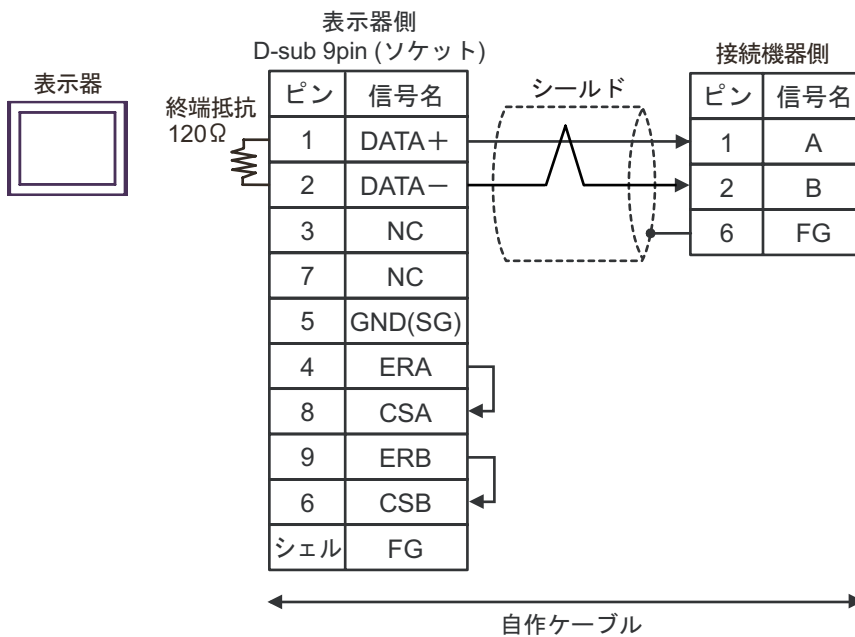 表示器側
D-sub 9pin (ソケット)
接続機器側
表示器
終端抵抗
120Ω
シールド
ピン 信号名
1 DATA＋
2 DATA－
3 NC
7 NC
5 GND(SG)
4 ERA
8 CSA
9 ERB
6 CSB
シェル FG
ピン 信号名
1 A
2 B
6 FG
自作ケーブル